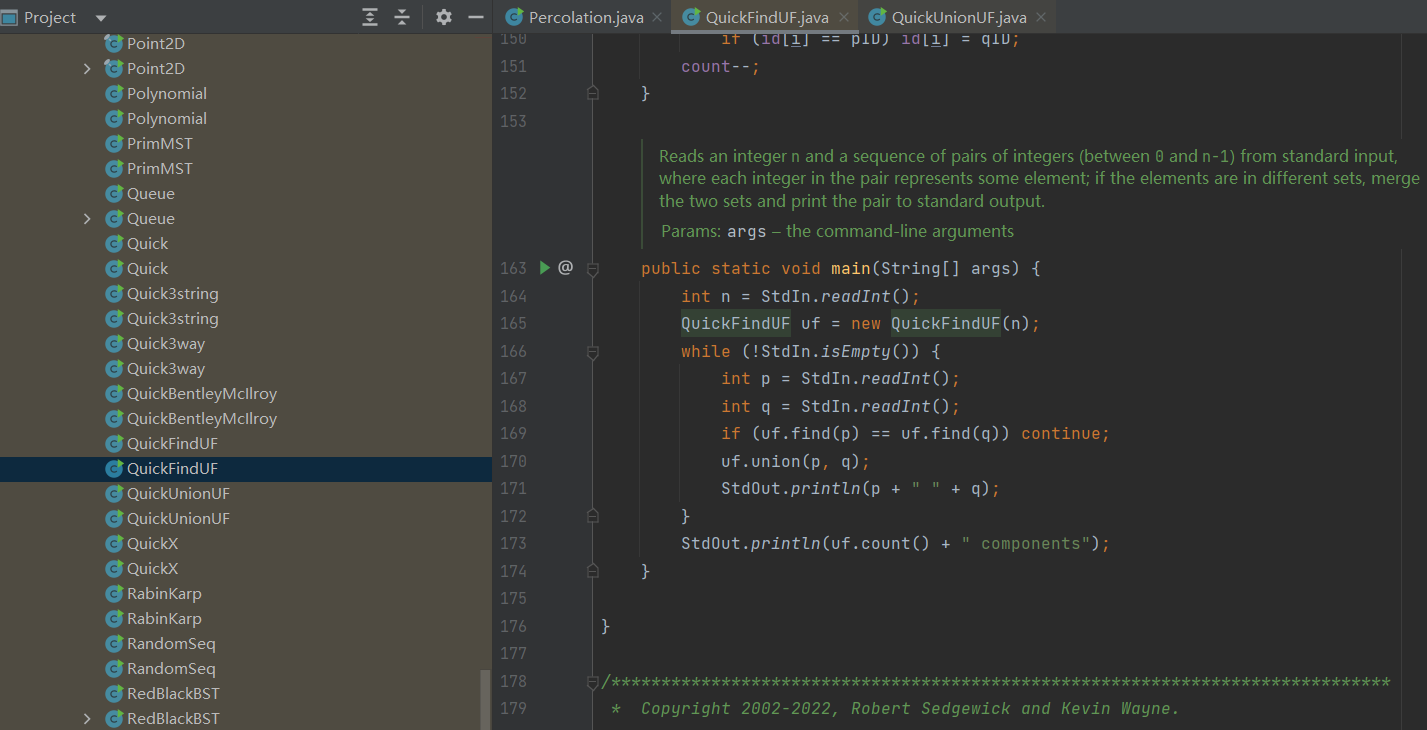 Project
Percolation.java
QuickFindUF.java
QuickUnionUF.java
Point2D
Point2D
Polynomial
Polynomial
PrimMST
PrimMST
Queue
Queue
Quick
Quick
Quick3string
Quick3string
Quick3way
Quick3way
QuickBentleyMcIlroy
QuickBentleyMcIlroy
QuickFindUF
QuickFindUF
QuickUnionUF
QuickUnionUF
QuickX
QuickX
RabinKarp
RabinKarp
RandomSeq
RandomSeq
RedBlackBST
RedBlackBST
150 if (id[i] == pID) id[i] = qID;
151 count--;
152 }
153
Reads an integer n and a sequence of pairs of integers (between 0 and n-1) from standard input,
where each integer in the pair represents some element; if the elements are in different sets, merge
the two sets and print the pair to standard output.
Params: args – the command-line arguments
163 @ public static void main(String[] args) {
164 int n = StdIn.readInt();
165 QuickFindUF uf = new QuickFindUF(n);
166 while (!StdIn.isEmpty()) {
167 int p = StdIn.readInt();
168 int q = StdIn.readInt();
169 if (uf.find(p) == uf.find(q)) continue;
170 uf.union(p, q);
171 StdOut.println(p + " " + q);
172 }
173 StdOut.println(uf.count() + " components");
174 }
175
176 }
177
178 /******************************************************************************
179 * Copyright 2002-2022, Robert Sedgewick and Kevin Wayne.